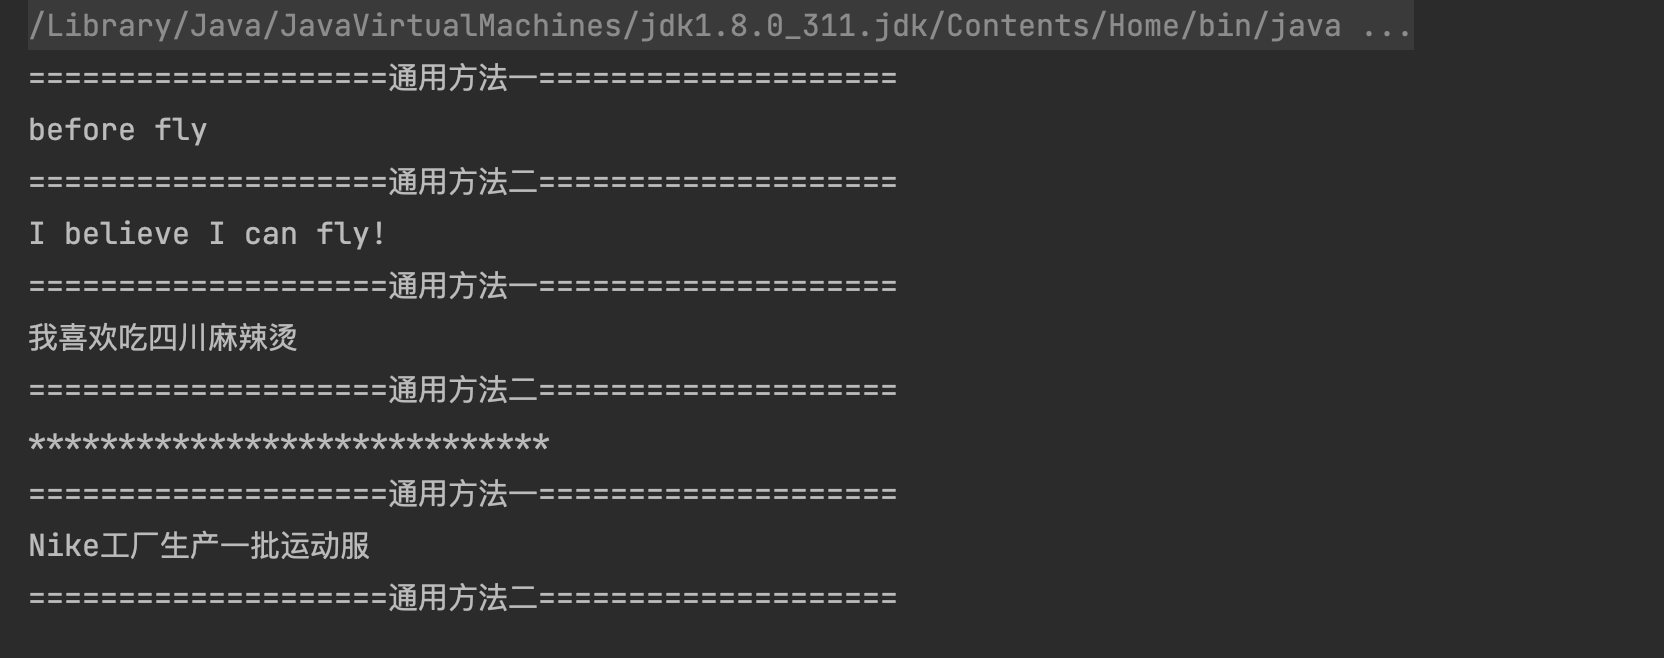 /Library/Java/JavaVirtualMachines/jdk1.8.0_311.jdk/Contents/Home/bin/java ...
====================通用方法一====================
before fly
====================通用方法二====================
I believe I can fly!
====================通用方法一====================
我喜欢吃四川麻辣烫
====================通用方法二====================
*****************************
====================通用方法一====================
Nike工厂生产一批运动服
====================通用方法二====================